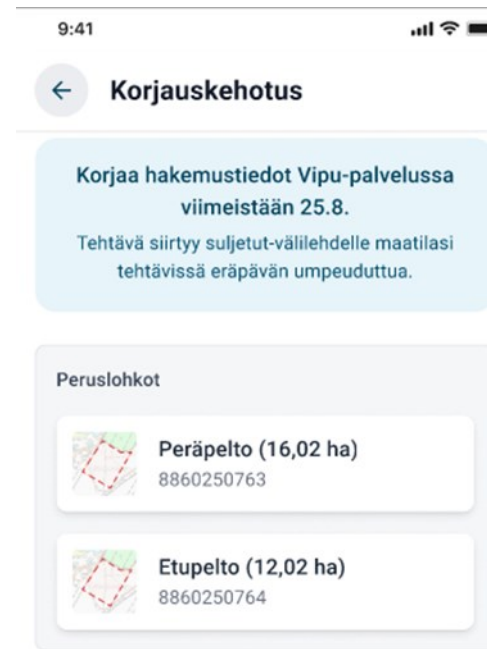 9:41
Korjauskehotus
Korjaa hakemustiedot Vipu-palvelussa
viimeistään 25.8.
Tehtävä siirtyy suljetut-välilehdelle maatilasi
tehtävissä eräpävän umpeuduttua.
Peruslohkot
Peräpelto (16,02 ha)
8860250763
Etupelto (12,02 ha)
8860250764